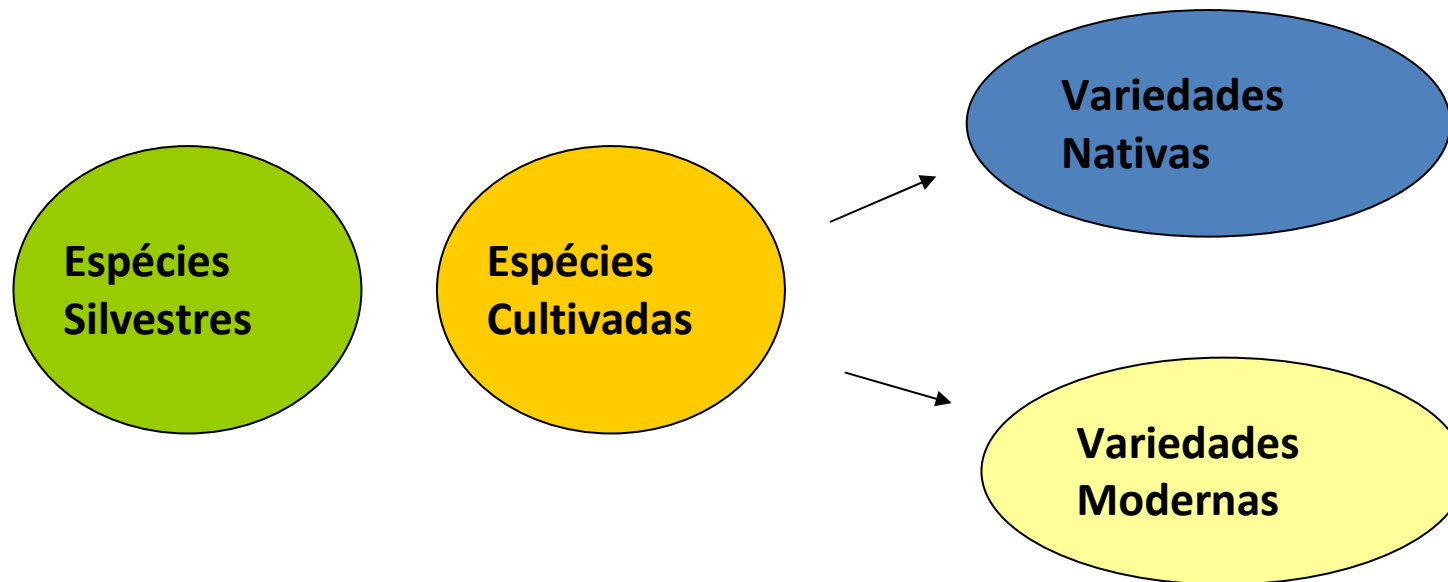 Espécies
Silvestres
Espécies
Cultivadas
Variedades
Nativas
Variedades
Modernas